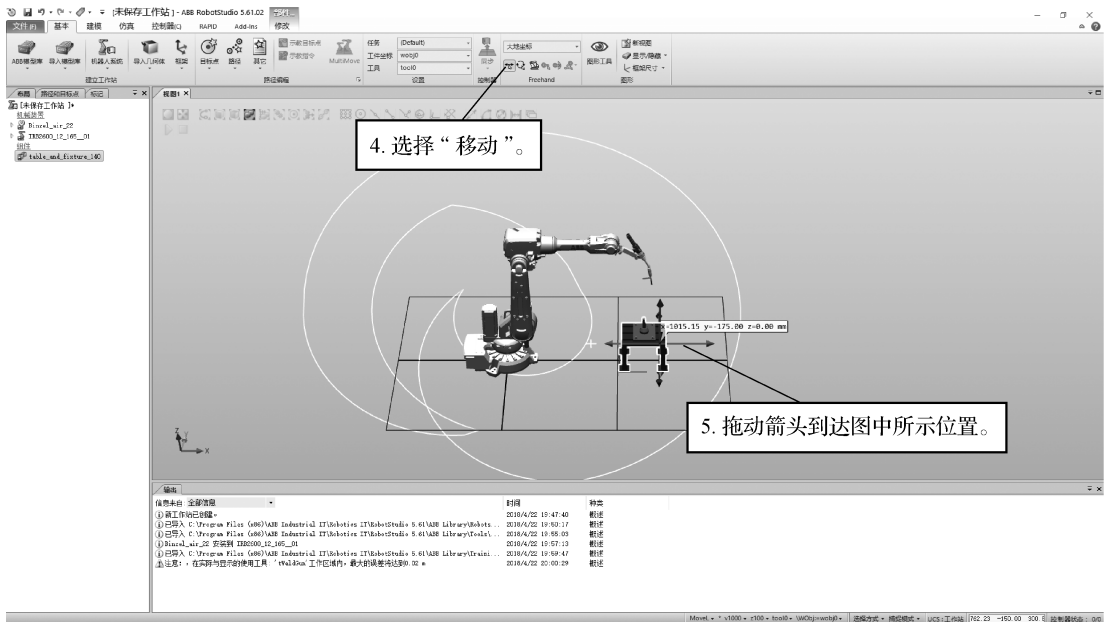 [未保存工作站 ] - ABB RobotStudio 5.61.02
文件(F) 基本 建模 仿真 控制器(C) RAPID Add-Ins 修改
ABB模型库 导入模型库 机器人系统 导入几何体 框架
建立工作站
目标点 路径 其它
示教目标点
示教指令
MultiMove
路径编程
任务 (Default)
工件坐标 wobj0
工具 tool0
设置
同步
控制器
大地坐标
Freehand
图形工具
新视图
显示/隐藏
框架尺寸
图形
布局 路径和目标点 标记
[未保存工作站 ]*
机械装置
Binzel_air_22
IRB2600_12_165__01
组件
table_and_fixture_140
视图1
4. 选择“移动”。
x=1015.15 y=-175.00 z=0.00 mm
5. 拖动箭头到达图中所示位置。
Z
Y
X
输出
信息来自: 全部信息 时间 种类
新工作站已创建。 2018/4/22 19:47:40 概述
已导入 C:\Program Files (x86)\ABB Industrial IT\Robotics IT\RobotStudio 5.61\ABB Library\Robots... 2018/4/22 19:50:17 概述
已导入 C:\Program Files (x86)\ABB Industrial IT\Robotics IT\RobotStudio 5.61\ABB Library\Tools\... 2018/4/22 19:55:03 概述
Binzel_air_22 安装到 IRB2600_12_165__01 2018/4/22 19:57:13 概述
已导入 C:\Program Files (x86)\ABB Industrial IT\Robotics IT\RobotStudio 5.61\ABB Library\Traini... 2018/4/22 19:59:47 概述
注意: , 在实际与显示的使用工具: 'tWeldGun'工作区域内, 最大的误差将达到0.02 m 2018/4/22 20:00:29 概述
MoveL * v1000 z100 tool0 \WObj:=wobj0 选择方式 捕捉模式 UCS: 工作站 762.23 -150.00 300.5 控制器状态: 0/0